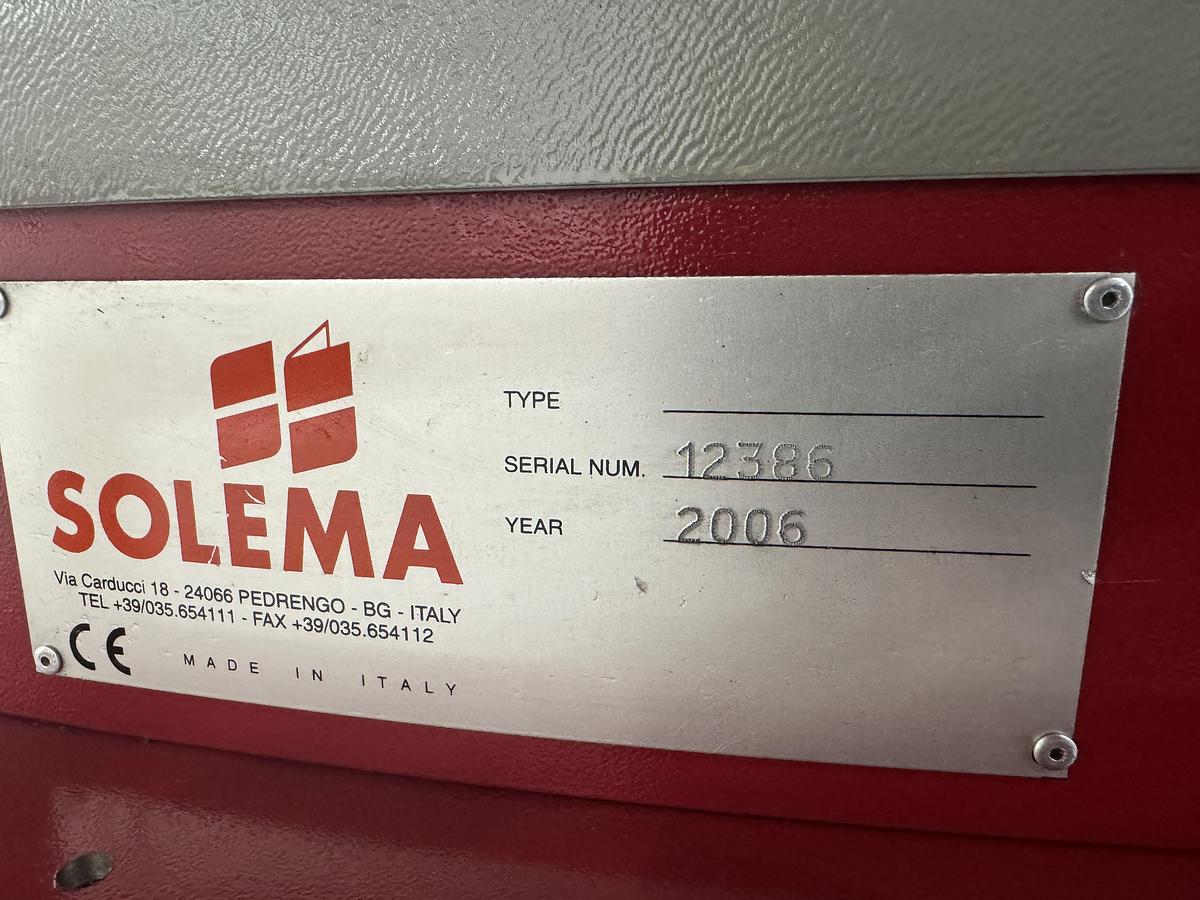 SOLEMA
Via Carducci 18 - 24066 PEDRENGO - BG - ITALY
TEL +39/035.654111 - FAX +39/035.654112
CE
MADE IN ITALY
TYPE
SERIAL NUM. 12386
YEAR 2006